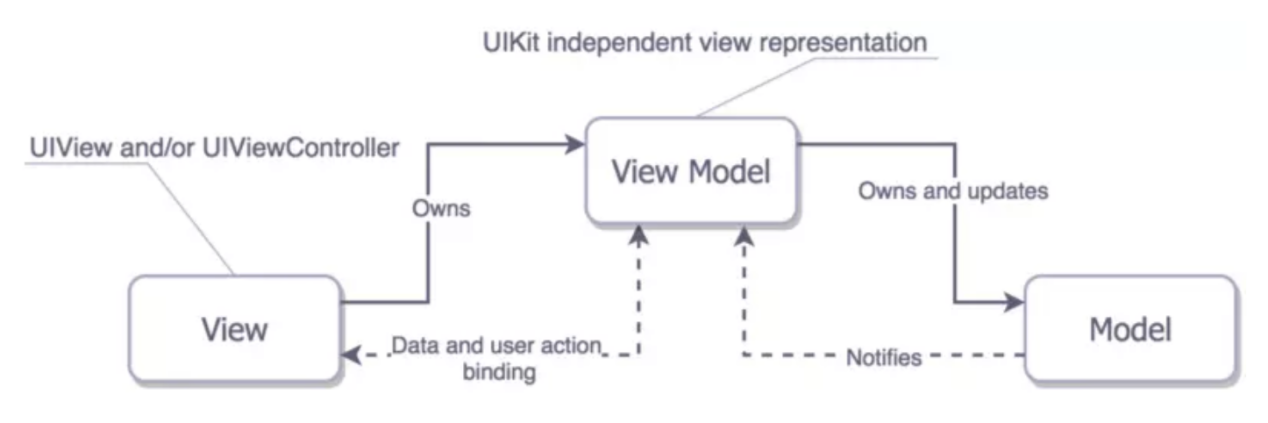 UIKit independent view representation
UIView and/or UIViewController
View Model
Owns and updates
Owns
View
Data and user action
binding
Notifies
Model